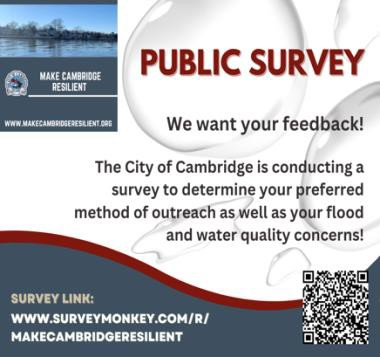 MAKE CAMBRIDGE
RESILIENT
WWW.MAKECAMBRIDGERESILIENT.ORG
PUBLIC SURVEY
We want your feedback!
The City of Cambridge is conducting a
survey to determine your preferred
method of outreach as well as your flood
and water quality concerns!
SURVEY LINK:
WWW.SURVEYMONKEY.COM/R/
MAKECAMBRIDGERESILIENT